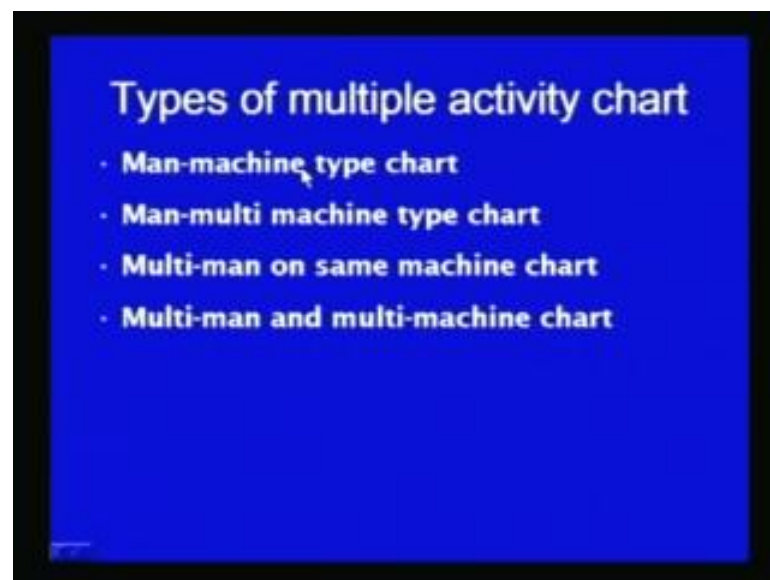 Types of multiple activity chart
· Man-machine type chart
· Man-multi machine type chart
· Multi-man on same machine chart
· Multi-man and multi-machine chart